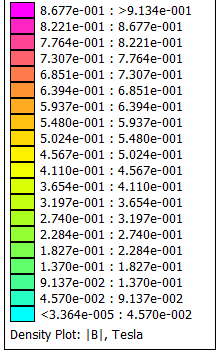 8.677e-001 : >9.134e-001
8.221e-001 : 8.677e-001
7.764e-001 : 8.221e-001
7.307e-001 : 7.764e-001
6.851e-001 : 7.307e-001
6.394e-001 : 6.851e-001
5.937e-001 : 6.394e-001
5.480e-001 : 5.937e-001
5.024e-001 : 5.480e-001
4.567e-001 : 5.024e-001
4.110e-001 : 4.567e-001
3.654e-001 : 4.110e-001
3.197e-001 : 3.654e-001
2.740e-001 : 3.197e-001
2.284e-001 : 2.740e-001
1.827e-001 : 2.284e-001
1.370e-001 : 1.827e-001
9.137e-002 : 1.370e-001
4.570e-002 : 9.137e-002
<3.364e-005 : 4.570e-002
Density Plot: |B|, Tesla